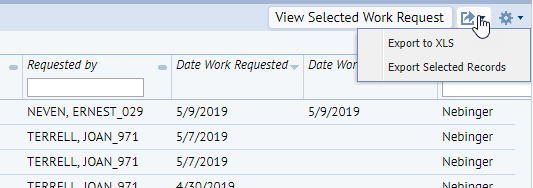 View Selected Work Request
Export to XLS
Export Selected Records
Requested by Date Work Requested Date Wo
NEVEN, ERNEST_029 5/9/2019 5/9/2019 Nebinger
TERRELL, JOAN_971 5/7/2019 Nebinger
TERRELL, JOAN_971 5/7/2019 Nebinger
TERRELL, JOAN_971 4/30/2019 Nebinger